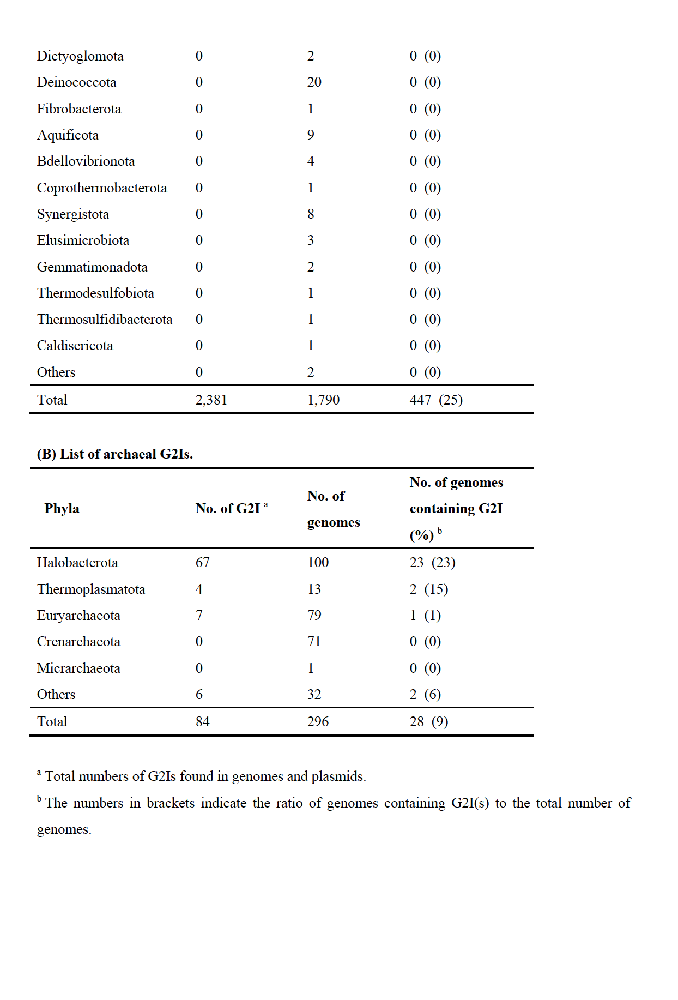 Dictyoglomota 0 2 0 (0)
Deinococcota 0 20 0 (0)
Fibrobacterota 0 1 0 (0)
Aquificota 0 9 0 (0)
Bdellovibrionota 0 4 0 (0)
Coprothermobacterota 0 1 0 (0)
Synergistota 0 8 0 (0)
Elusimicrobiota 0 3 0 (0)
Gemmatimonadota 0 2 0 (0)
Thermodesulfobiota 0 1 0 (0)
Thermosulfidibacterota 0 1 0 (0)
Caldisericota 0 1 0 (0)
Others 0 2 0 (0)
Total 2,381 1,790 447 (25)
(B) List of archaeal G2Is.
Phyla
No. of G2I a
No. of
genomes
No. of genomes
containing G2I
(%) b
Halobacterota 67 100 23 (23)
Thermoplasmatota 4 13 2 (15)
Euryarchaeota 7 79 1 (1)
Crenarchaeota 0 71 0 (0)
Micrarchaeota 0 1 0 (0)
Others 6 32 2 (6)
Total 84 296 28 (9)
a Total numbers of G2Is found in genomes and plasmids.
b The numbers in brackets indicate the ratio of genomes containing G2I(s) to the total number of
genomes.